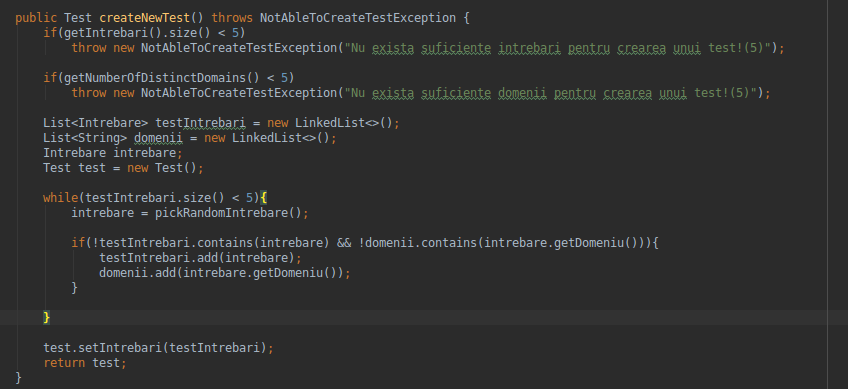 public Test createNewTest() throws NotAbleToCreateTestException {
if(getIntrebari().size() < 5)
throw new NotAbleToCreateTestException("Nu exista suficiente intrebari pentru crearea unui test!(5)");
if(getNumberOfDistinctDomains() < 5)
throw new NotAbleToCreateTestException("Nu exista suficiente domenii pentru crearea unui test!(5)");
List<Intrebare> testIntrebari = new LinkedList<>();
List<String> domenii = new LinkedList<>();
Intrebare intrebare;
Test test = new Test();
while(testIntrebari.size() < 5){
intrebare = pickRandomIntrebare();
if(!testIntrebari.contains(intrebare) && !domenii.contains(intrebare.getDomeniu())){
testIntrebari.add(intrebare);
domenii.add(intrebare.getDomeniu());
}
}
test.setIntrebari(testIntrebari);
return test;
}